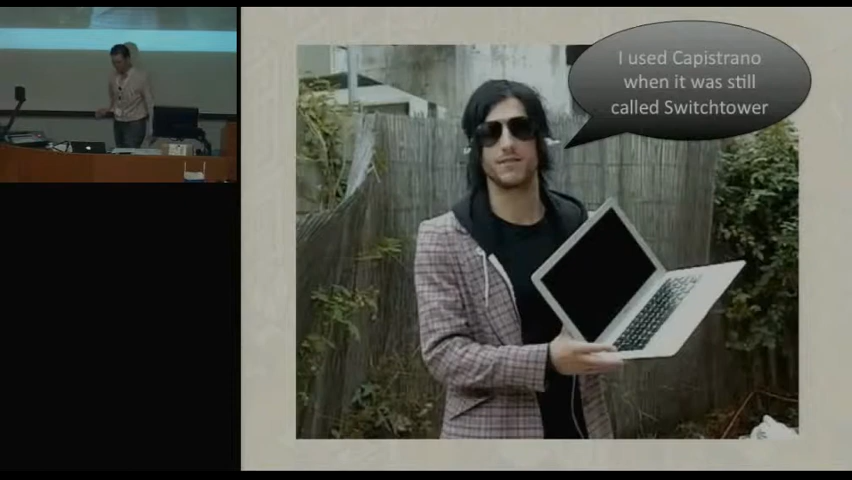 I used Capistrano
when it was still
called Switchtower